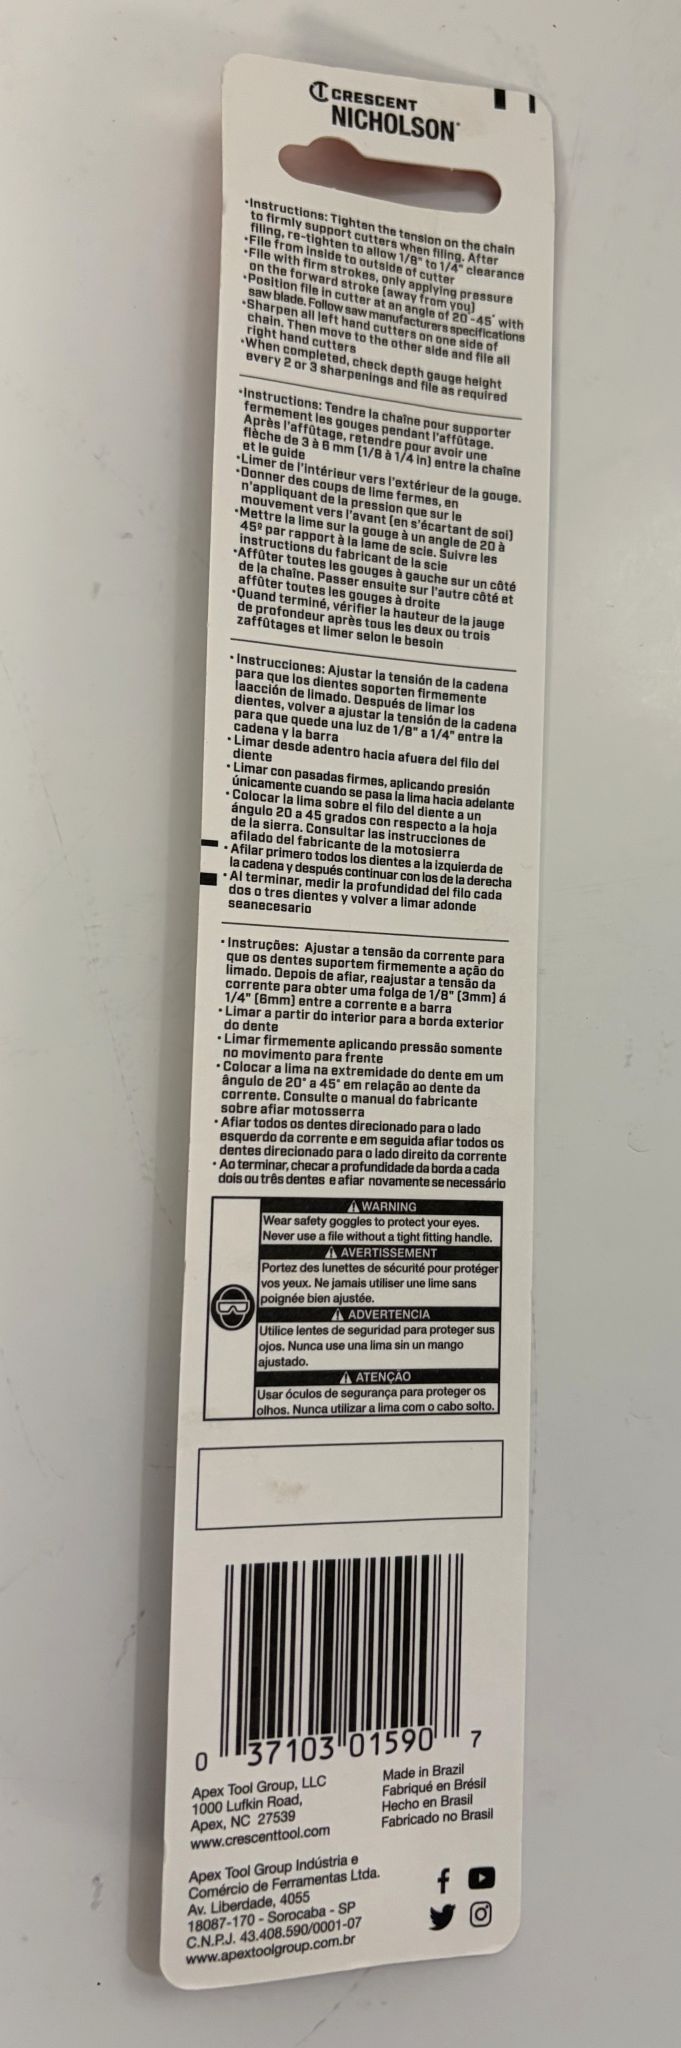 CRESCENT
NICHOLSON
•Instructions: Tighten the tension on the chain
to firmly support cutters when filing. After
filing, re-tighten to allow 1/8" to 1/4" clearance
•File from inside to outside of cutter
•File with firm strokes, only applying pressure
on the forward stroke (away from you)
•Position file in cutter at an angle of 20-45° with
saw blade. Follow saw manufacturers specifications
•Sharpen all left hand cutters on one side of
chain. Then move to the other side and file all
right hand cutters
•When completed, check depth gauge height
every 2 or 3 sharpenings and file as required
•Instructions: Tendre la chaîne pour supporter
fermement les gouges pendant l'affûtage.
Après l'affûtage, retendre pour avoir une
flèche de 3 à 6 mm (1/8 à 1/4 in) entre la chaîne
et le guide
•Limer de l'intérieur vers l'extérieur de la gouge.
•Donner des coups de lime fermes, en
n'appliquant de la pression que sur le
mouvement vers l'avant (en s'écartant de soi)
•Mettre la lime sur la gouge à un angle de 20 à
45º par rapport à la lame de scie. Suivre les
instructions du fabricant de la scie
•Affûter toutes les gouges à gauche sur un côté
de la chaîne. Passer ensuite sur l'autre côté et
affûter toutes les gouges à droite
•Quand terminé, vérifier la hauteur de la jauge
de profondeur après tous les deux ou trois
zaffûtages et limer selon le besoin
• Instrucciones: Ajustar la tensión de la cadena
para que los dientes soporten firmemente
laacción de limado. Después de limar los
dientes, volver a ajustar la tensión de la cadena
para que quede una luz de 1/8" a 1/4" entre la
cadena y la barra
• Limar desde adentro hacia afuera del filo del
diente
• Limar con pasadas firmes, aplicando presión
únicamente cuando se pasa la lima hacia adelante
• Colocar la lima sobre el filo del diente a un
ángulo 20 a 45 grados con respecto a la hoja
de la sierra. Consultar las instrucciones de
afilado del fabricante de la motosierra
• Afilar primero todos los dientes a la izquierda de
la cadena y después continuar con los de la derecha
• Al terminar, medir la profundidad del filo cada
dos o tres dientes y volver a limar adonde
seanecesario
• Instruções: Ajustar a tensão da corrente para
que os dentes suportem firmemente a ação do
limado. Depois de afiar, reajustar a tensão da
corrente para obter uma folga de 1/8" (3mm) á
1/4" (6mm) entre a corrente e a barra
• Limar a partir do interior para a borda exterior
do dente
• Limar firmemente aplicando pressão somente
no movimento para frente
• Colocar a lima na extremidade do dente em um
ângulo de 20° a 45° em relação ao dente da
corrente. Consulte o manual do fabricante
sobre afiar motosserra
• Afiar todos os dentes direcionado para o lado
esquerdo da corrente e em seguida afiar todos os
dentes direcionado para o lado direito da corrente
• Ao terminar, checar a profundidade da borda a cada
dois ou três dentes e afiar novamente se necessário
⚠ WARNING
Wear safety goggles to protect your eyes.
Never use a file without a tight fitting handle.
⚠ AVERTISSEMENT
Portez des lunettes de sécurité pour protéger
vos yeux. Ne jamais utiliser une lime sans
poignée bien ajustée.
⚠ ADVERTENCIA
Utilice lentes de seguridad para proteger sus
ojos. Nunca use una lima sin un mango
ajustado.
⚠ ATENÇÃO
Usar óculos de segurança para proteger os
olhos. Nunca utilizar a lima com o cabo solto.
0 37103 01590 7
Apex Tool Group, LLC
1000 Lufkin Road,
Apex, NC 27539
www.crescenttool.com
Made in Brazil
Fabriqué en Brésil
Hecho en Brasil
Fabricado no Brasil
Apex Tool Group Indústria e
Comércio de Ferramentas Ltda.
Av. Liberdade, 4055
18087-170 - Sorocaba - SP
C.N.P.J. 43.408.590/0001-07
www.apextoolgroup.com.br